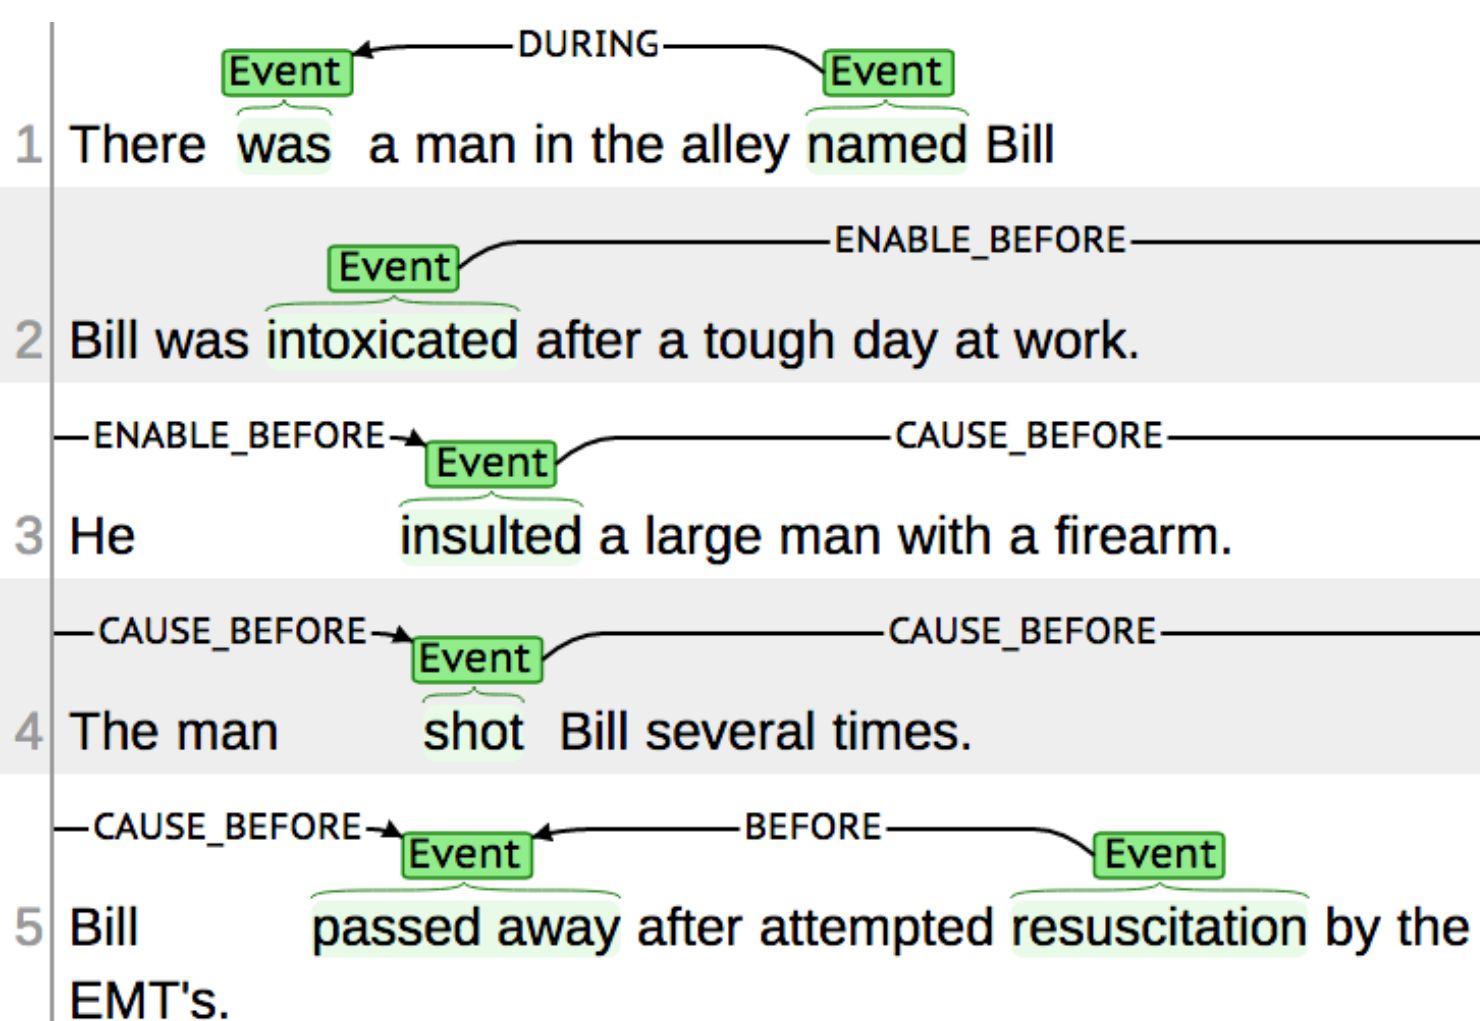 DURING
Event Event
1 There was a man in the alley named Bill
ENABLE_BEFORE
Event
2 Bill was intoxicated after a tough day at work.
ENABLE_BEFORE CAUSE_BEFORE
Event
3 He insulted a large man with a firearm.
CAUSE_BEFORE CAUSE_BEFORE
Event
4 The man shot Bill several times.
CAUSE_BEFORE BEFORE
Event Event
5 Bill passed away after attempted resuscitation by the
EMT's.